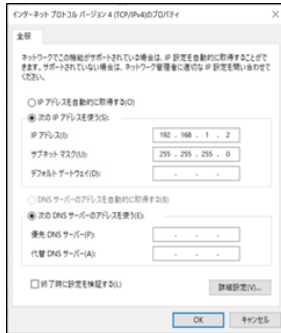 インターネット プロトコル バージョン 4 (TCP/IPv4)のプロパティ
全般
ネットワークでこの機能がサポートされている場合は、IP 設定を自動的に取得することがで
きます。サポートされていない場合は、ネットワーク管理者に適切な IP 設定を問い合わせて
ください。
IP アドレスを自動的に取得する(O)
次の IP アドレスを使う(S):
IP アドレス(I): 192 . 168 . 1 . 2
サブネット マスク(U): 255 . 255 . 255 . 0
デフォルト ゲートウェイ(D): . . .
DNS サーバーのアドレスを自動的に取得する(B)
次の DNS サーバーのアドレスを使う(E):
優先 DNS サーバー(P): . . .
代替 DNS サーバー(A): . . .
終了時に設定を検証する(L)
詳細設定(V)...
OK キャンセル